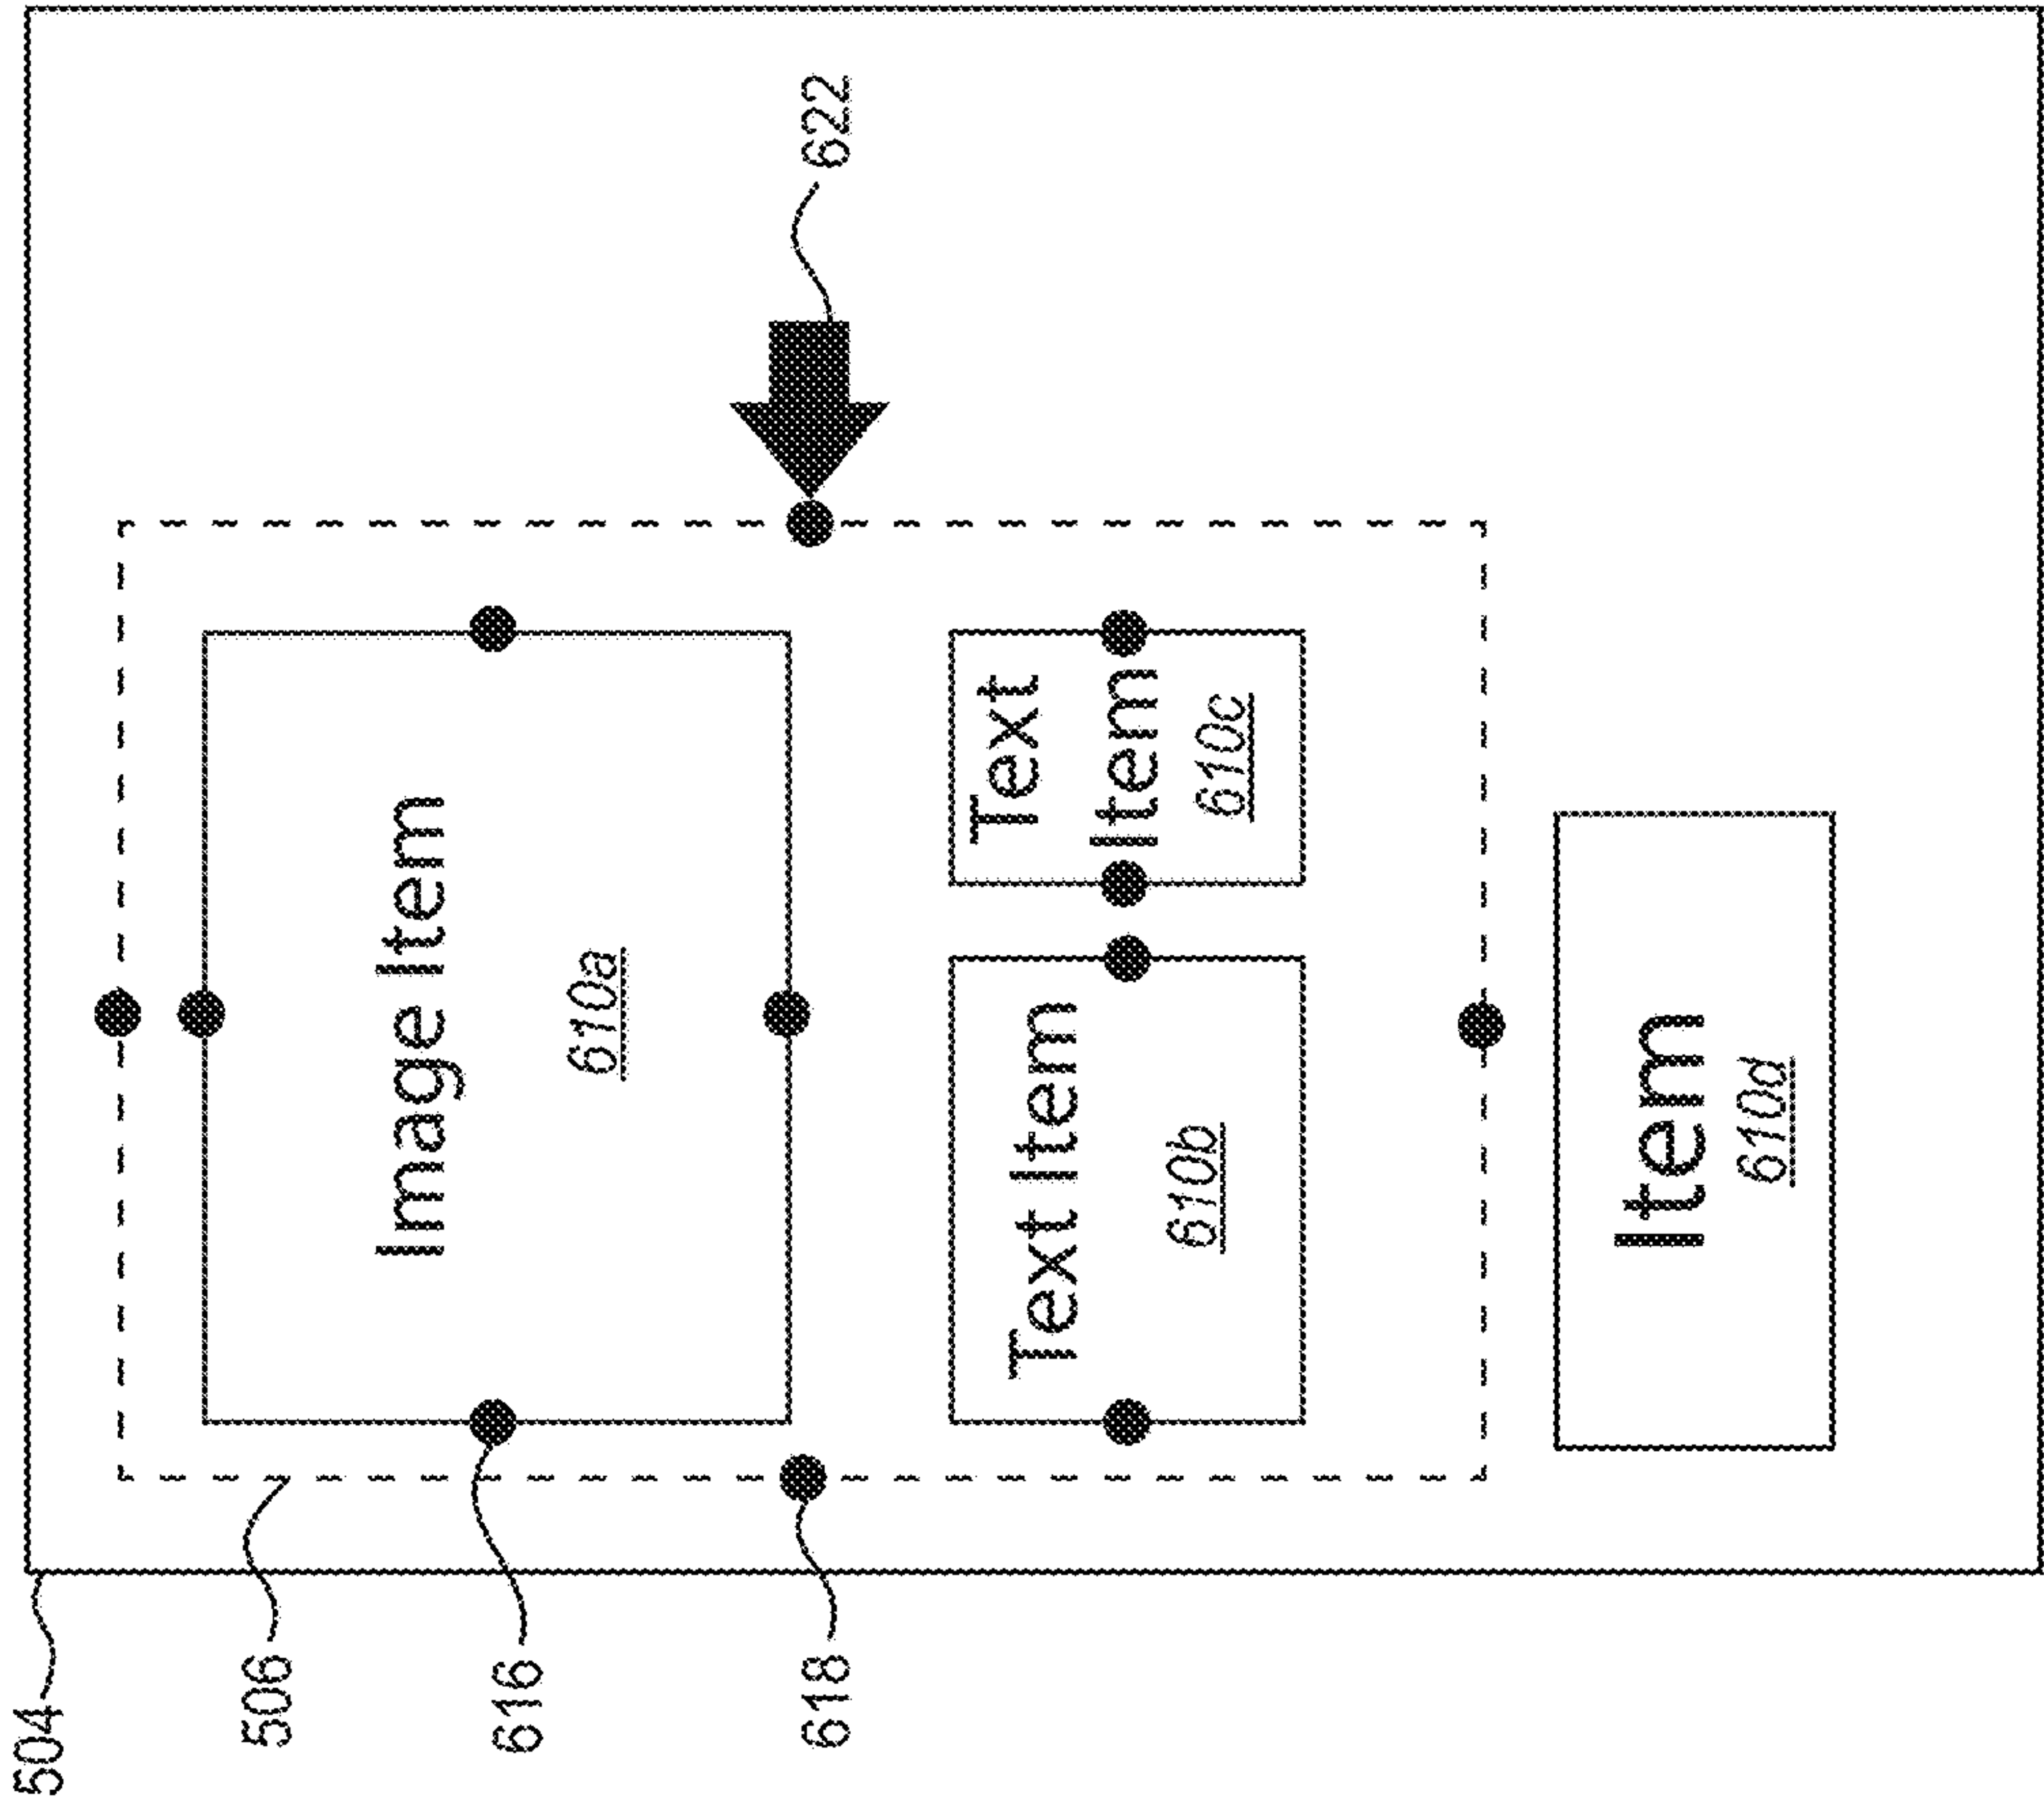 504
506
616
618
Image Item
610a
622
Text Item
610b
Text
Item
610c
Item
610d